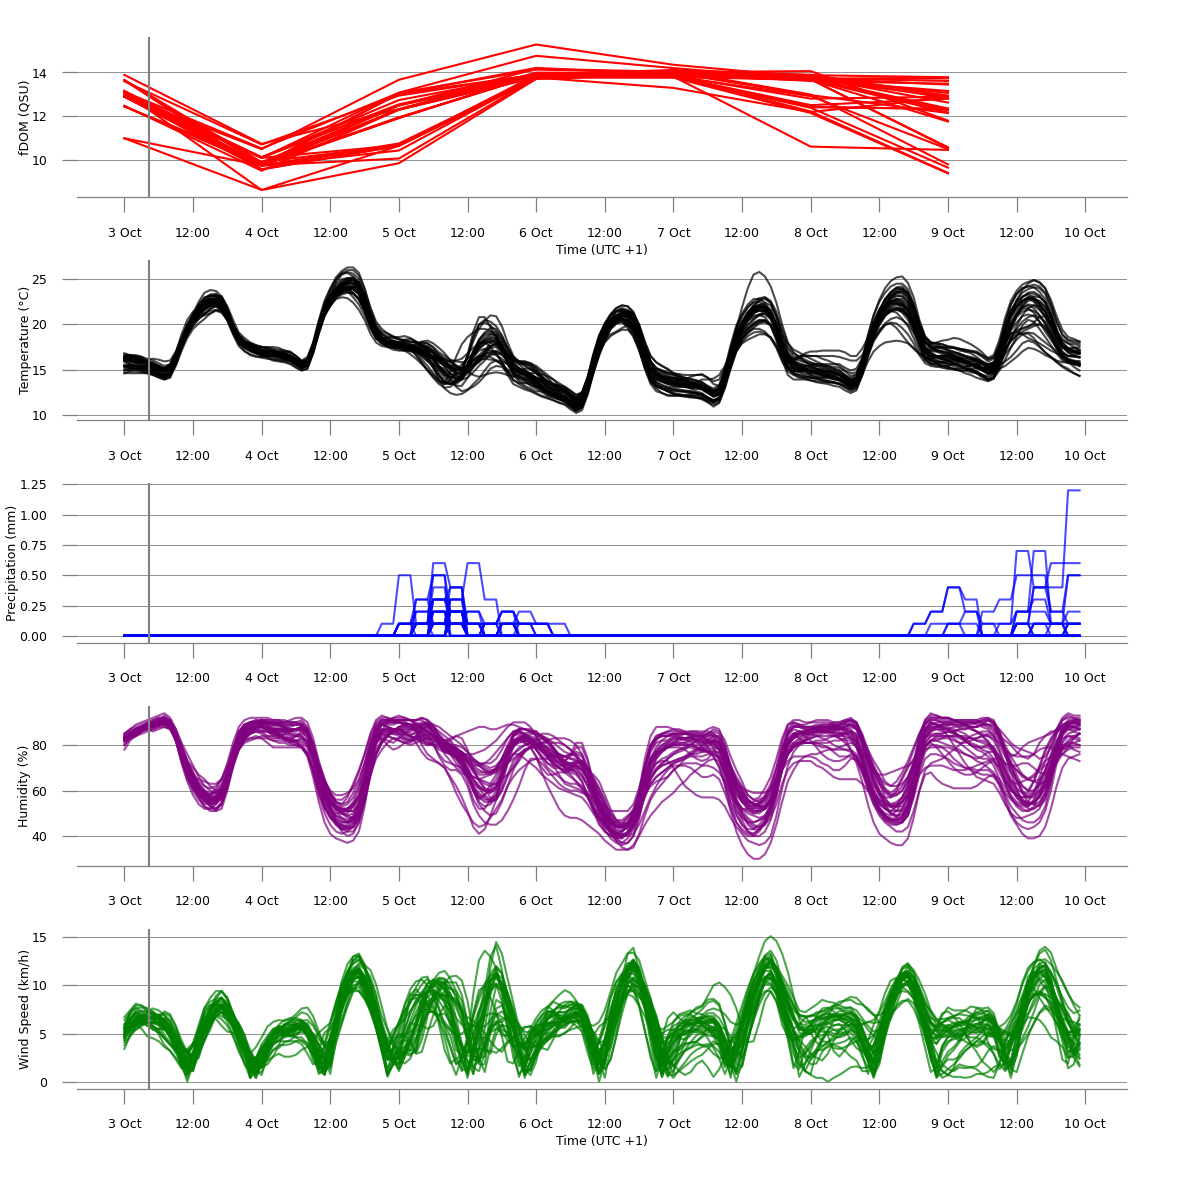 fDOM (QSU)
14
12
10
3 Oct 12:00 4 Oct 12:00 5 Oct 12:00 6 Oct 12:00 7 Oct 12:00 8 Oct 12:00 9 Oct 12:00 10 Oct
Time (UTC +1)
Temperature (°C)
25
20
15
10
3 Oct 12:00 4 Oct 12:00 5 Oct 12:00 6 Oct 12:00 7 Oct 12:00 8 Oct 12:00 9 Oct 12:00 10 Oct
Precipitation (mm)
1.25
1.00
0.75
0.50
0.25
0.00
3 Oct 12:00 4 Oct 12:00 5 Oct 12:00 6 Oct 12:00 7 Oct 12:00 8 Oct 12:00 9 Oct 12:00 10 Oct
Humidity (%)
80
60
40
3 Oct 12:00 4 Oct 12:00 5 Oct 12:00 6 Oct 12:00 7 Oct 12:00 8 Oct 12:00 9 Oct 12:00 10 Oct
Wind Speed (km/h)
15
10
5
0
3 Oct 12:00 4 Oct 12:00 5 Oct 12:00 6 Oct 12:00 7 Oct 12:00 8 Oct 12:00 9 Oct 12:00 10 Oct
Time (UTC +1)